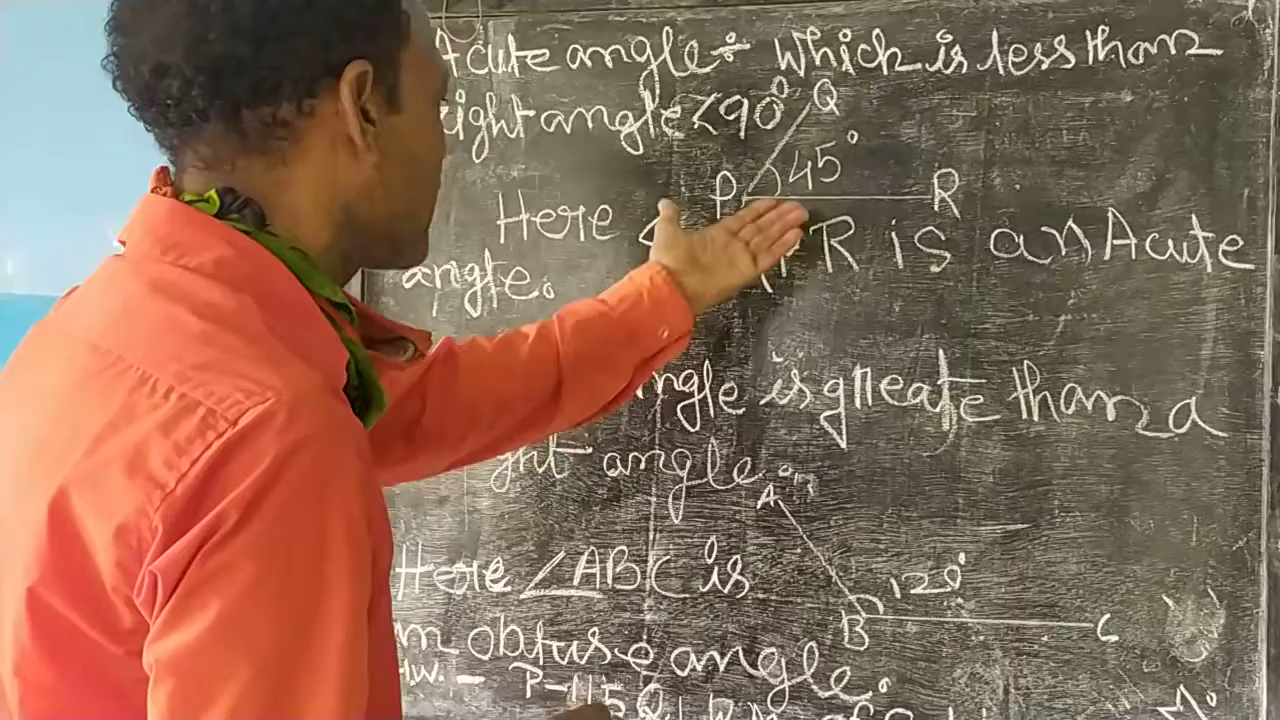 Acute angle ÷ Which is less than
right angle < 90°
Q
45°
P
R
Here
R is an Acute
angle.
angle is greate than a
ght angle.
A
Here ∠ABC is
120°
B
C
an obtuse angle.
H.W. - P-115